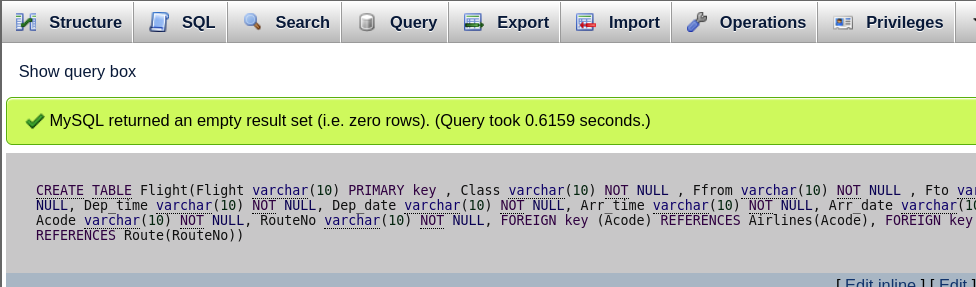 Structure SQL Search Query Export Import Operations Privileges
Show query box
MySQL returned an empty result set (i.e. zero rows). (Query took 0.6159 seconds.)
CREATE TABLE Flight(Flight varchar(10) PRIMARY key , Class varchar(10) NOT NULL , Ffrom varchar(10) NOT NULL , Fto var
NULL, Dep_time varchar(10) NOT NULL, Dep_date varchar(10) NOT NULL, Arr_time varchar(10) NOT NULL, Arr_date varchar(10
Acode varchar(10) NOT NULL, RouteNo varchar(10) NOT NULL, FOREIGN key (Acode) REFERENCES Airlines(Acode), FOREIGN key
REFERENCES Route(RouteNo))
[ Edit inline ] [ Edit ]